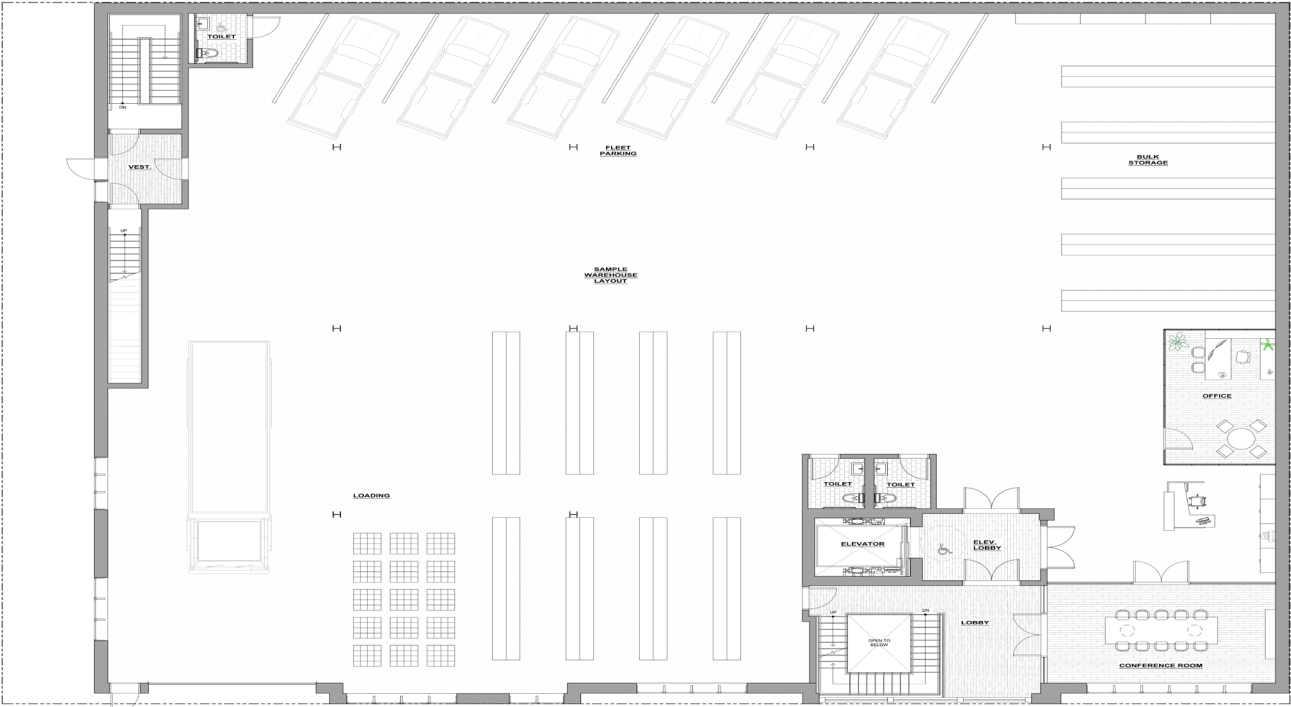 TOILET
DN
FLEET
PARKING
VEST.
BULK
STORAGE
UP
SAMPLE
WAREHOUSE
LAYOUT
OFFICE
LOADING
TOILET
TOILET
ELEVATOR
ELEV.
LOBBY
UP
DN
LOBBY
OPEN TO
BELOW
CONFERENCE ROOM